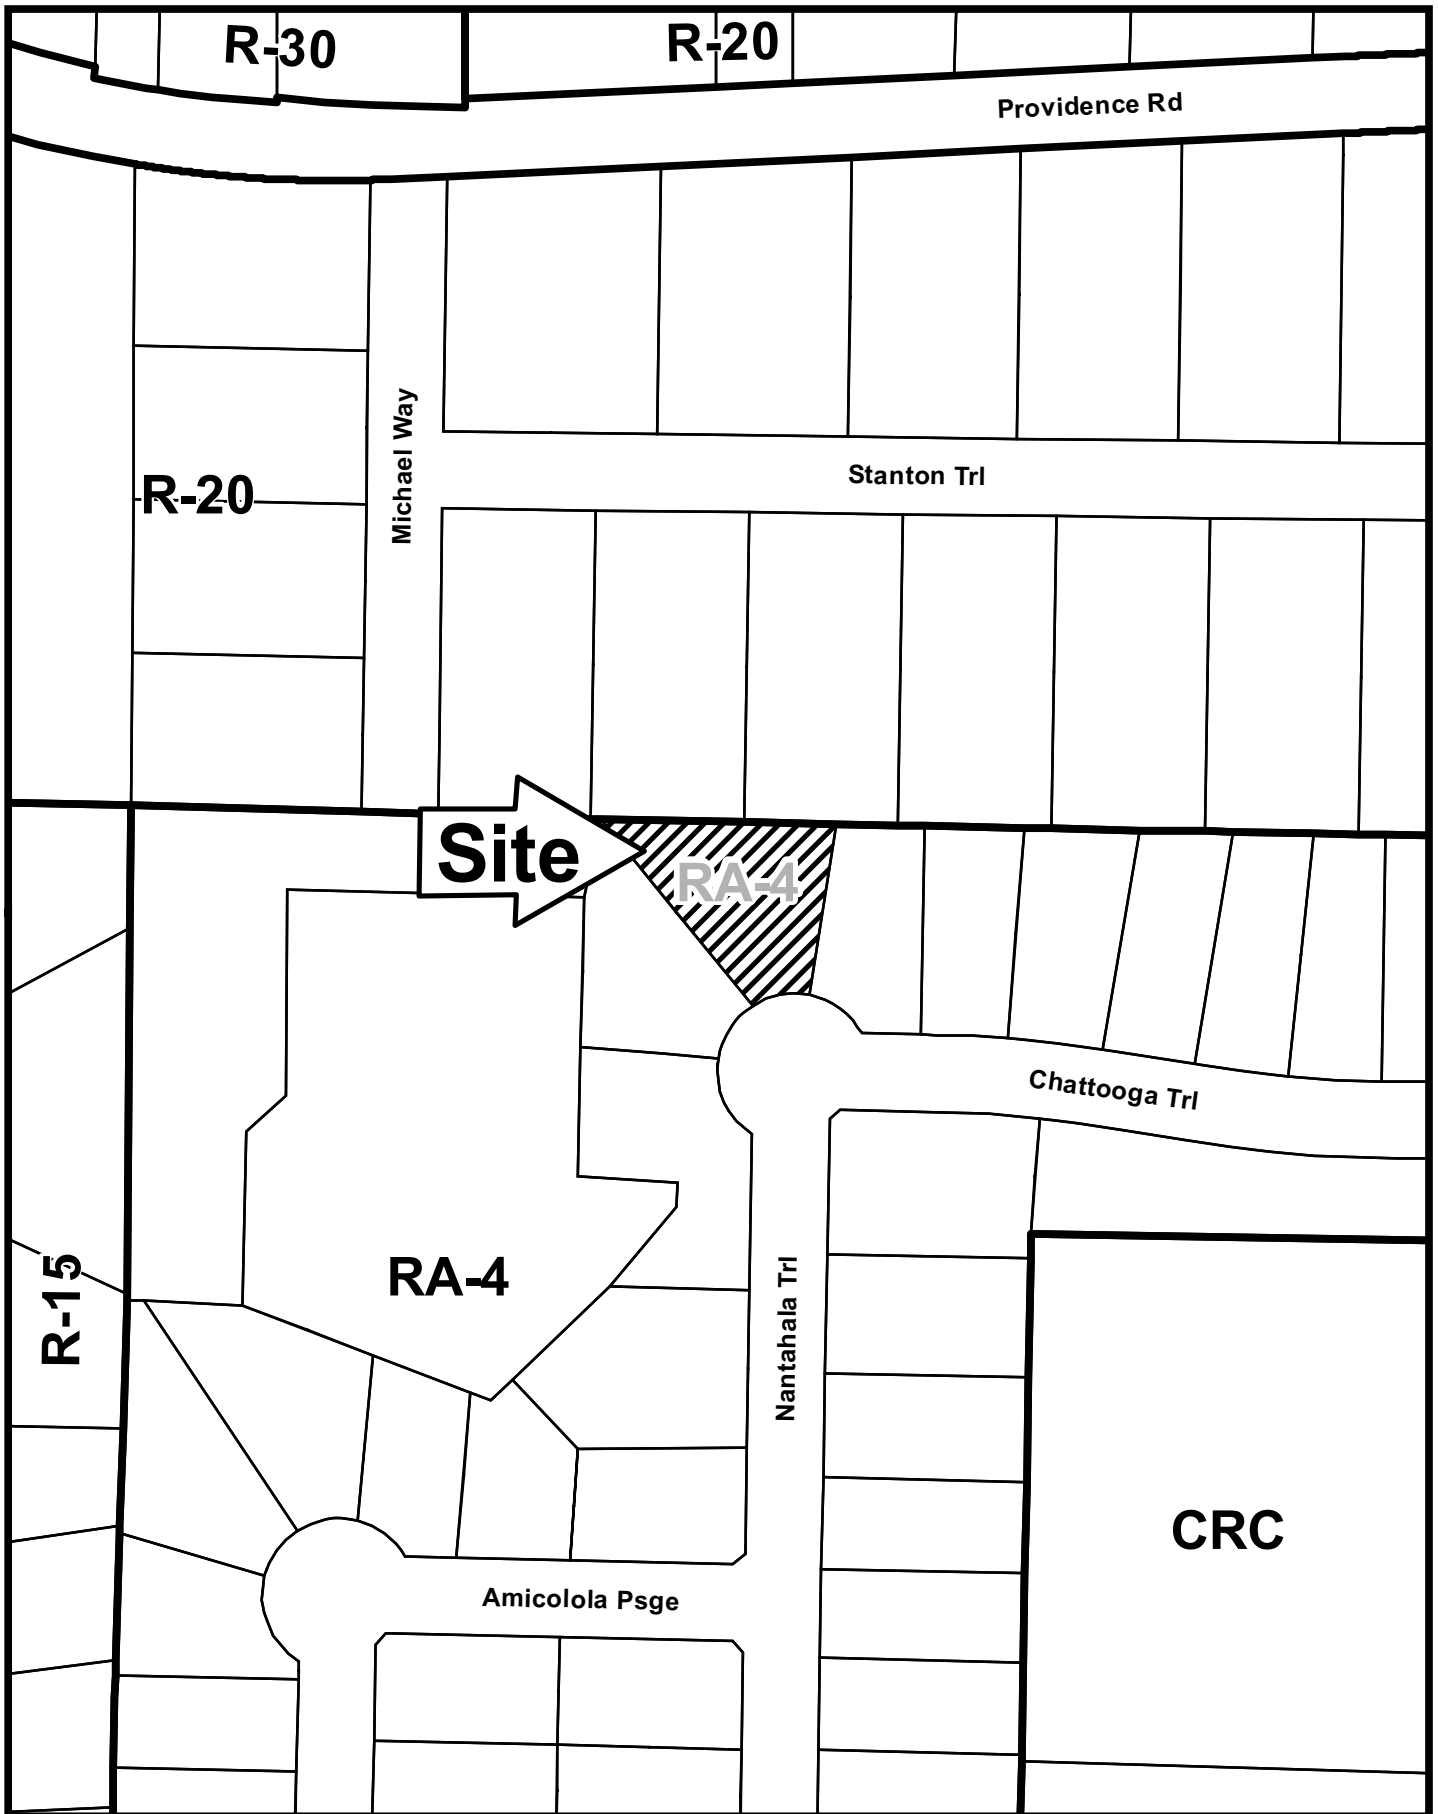 R-30
R-20
Providence Rd
Michael Way
Stanton Trl
R-20
Site
RA-4
Chattooga Trl
RA-4
R-15
Nantahala Trl
CRC
Amicolola Psge